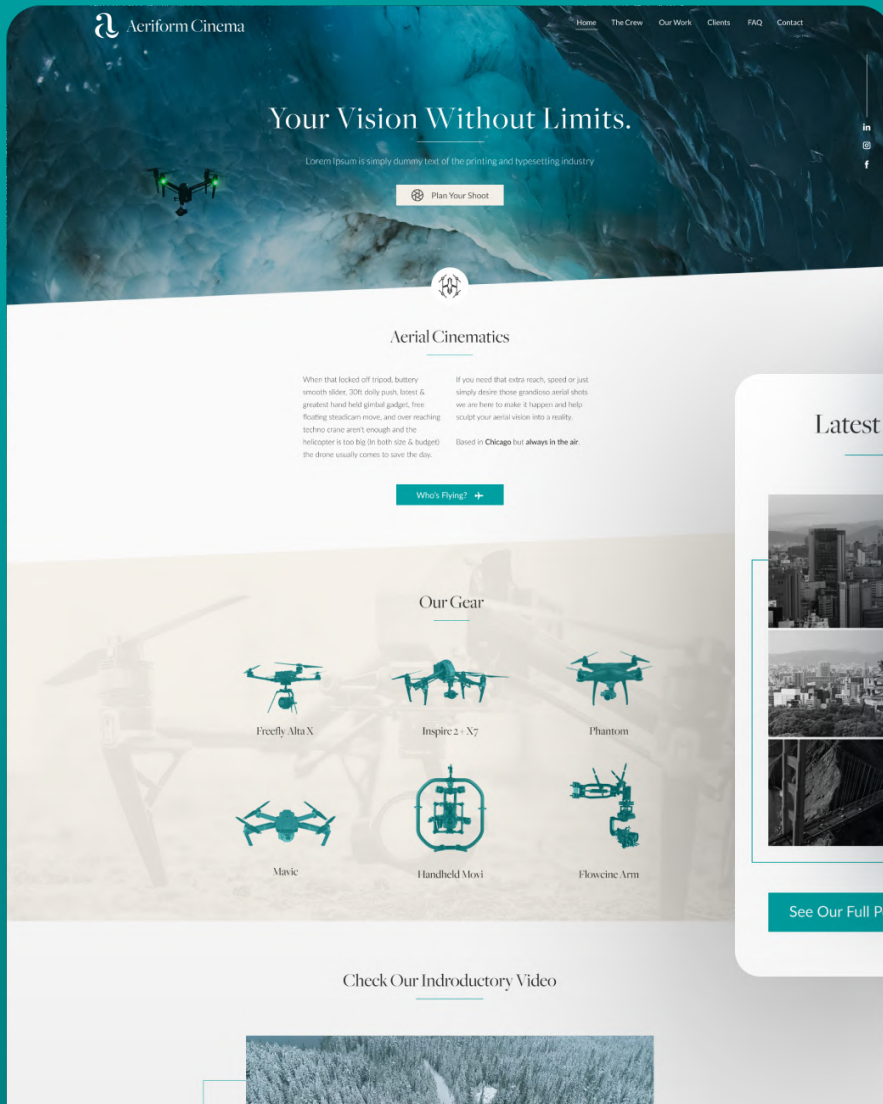 Aeriform Cinema
Home The Crew Our Work Clients FAQ Contact
Your Vision Without Limits.
Lorem Ipsum is simply dummy text of the printing and typesetting industry
Plan Your Shoot
in
f
Aerial Cinematics
When that locked off tripod, buttery
smooth slider, 30ft dolly push, latest &
greatest hand held gimbal gadget, free
floating steadicam move, and over reaching
techno crane aren't enough and the
helicopter is too big (in both size & budget)
the drone usually comes to save the day.
If you need that extra reach, speed or just
simply desire those grandioso aerial shots
we are here to make it happen and help
sculpt your aerial vision into a reality.
Based in Chicago but always in the air.
Who's Flying?
Our Gear
Freefly Alta X
Inspire 2 + X7
Phantom
Mavic
Handheld Movi
Flowcine Arm
Check Our Indroductory Video
Latest
See Our Full P